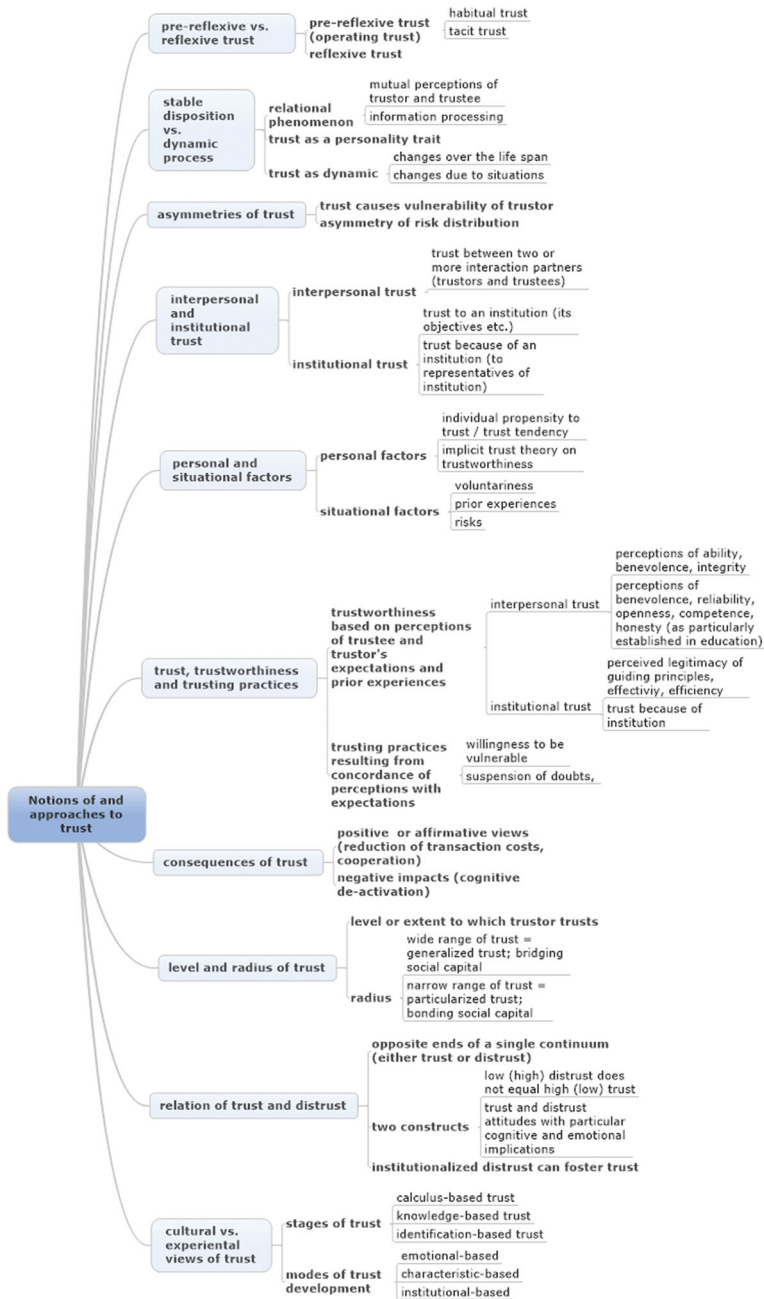 pre-reflexive vs.
reflexive trust
pre-reflexive trust
(operating trust)
habitual trust
tacit trust
reflexive trust
stable
disposition
vs.
dynamic
process
relational
phenomenon
mutual perceptions of
trustor and trustee
information processing
trust as a personality trait
trust as dynamic
changes over the life span
changes due to situations
asymmetries of trust
trust causes vulnerability of trustor
asymmetry of risk distribution
interpersonal
and
institutional
trust
interpersonal trust
trust between two or
more interaction partners
(trustors and trustees)
institutional trust
trust to an institution (its
objectives etc.)
trust because of an
institution (to
representatives of
institution)
personal and
situational factors
personal factors
individual propensity to
trust / trust tendency
implicit trust theory on
trustworthiness
situational factors
voluntariness
prior experiences
risks
trust, trustworthiness
and trusting practices
trustworthiness
based on perceptions
of trustee and
trustor's
expectations and
prior experiences
interpersonal trust
perceptions of ability,
benevolence, integrity
perceptions of
benevolence, reliability,
openness, competence,
honesty (as particularly
established in education)
institutional trust
perceived legitimacy of
guiding principles,
effectiviy, efficiency
trust because of
institution
trusting practices
resulting from
concordance of
perceptions with
expectations
willingness to be
vulnerable
suspension of doubts,
Notions of and
approaches to
trust
consequences of trust
positive or affirmative views
(reduction of transaction costs,
cooperation)
negative impacts (cognitive
de-activation)
level and radius of trust
level or extent to which trustor trusts
radius
wide range of trust =
generalized trust; bridging
social capital
narrow range of trust =
particularized trust;
bonding social capital
relation of trust and distrust
opposite ends of a single continuum
(either trust or distrust)
two constructs
low (high) distrust does
not equal high (low) trust
trust and distrust
attitudes with particular
cognitive and emotional
implications
institutionalized distrust can foster trust
cultural vs.
experiental
views of trust
stages of trust
calculus-based trust
knowledge-based trust
identification-based trust
modes of trust
development
emotional-based
characteristic-based
institutional-based